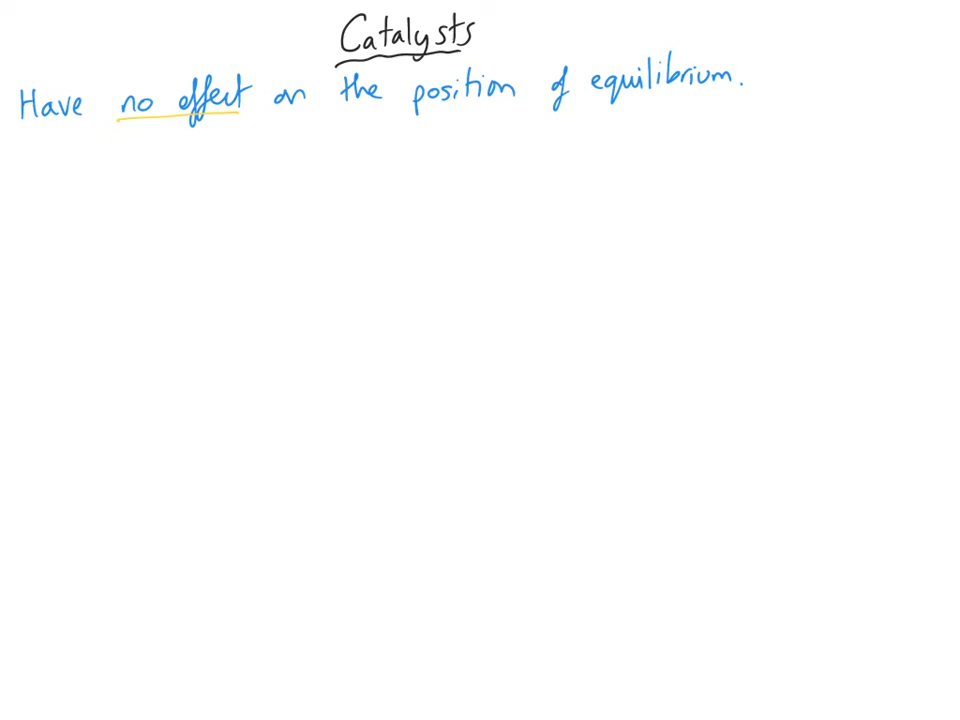 Catalysts
Have no effect on the position of equilibrium.